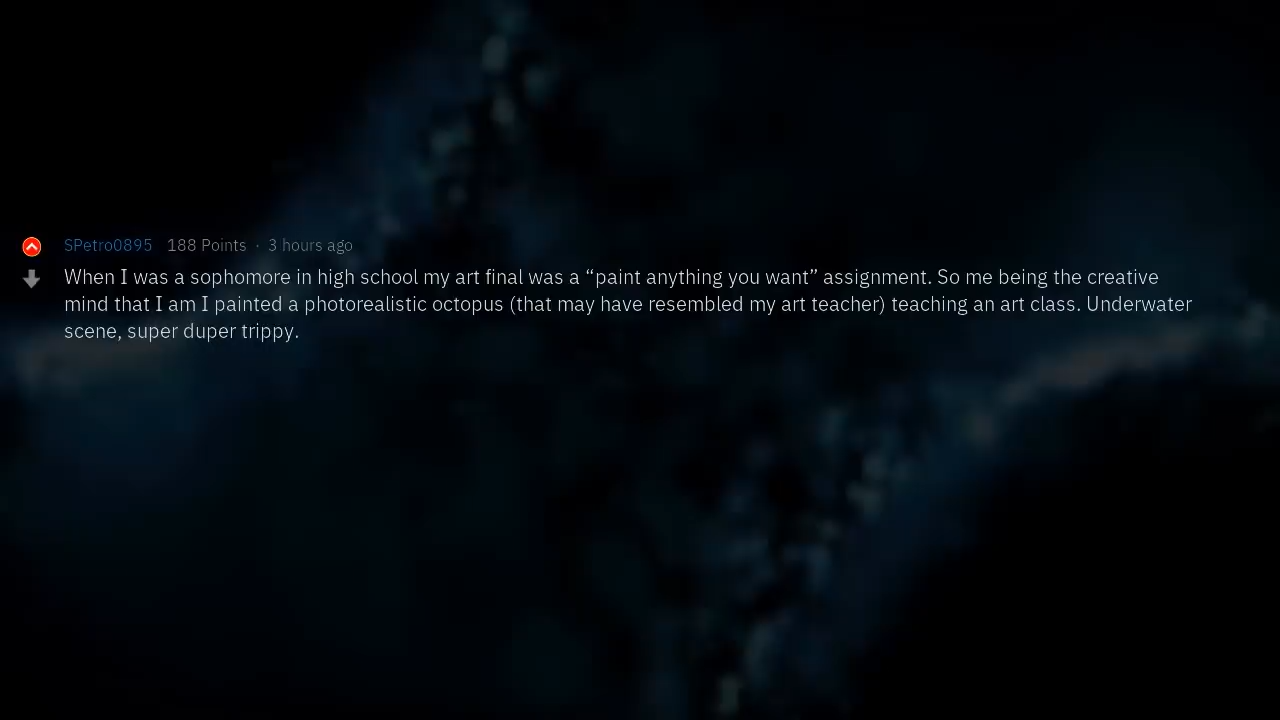 SPetro0895 188 Points · 3 hours ago
When I was a sophomore in high school my art final was a “paint anything you want” assignment. So me being the creative
mind that I am I painted a photorealistic octopus (that may have resembled my art teacher) teaching an art class. Underwater
scene, super duper trippy.